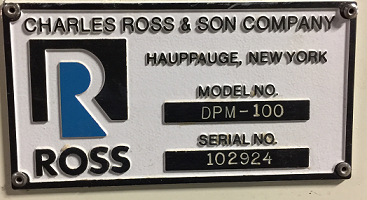 CHARLES ROSS & SON COMPANY
HAUPPAUGE, NEW YORK
MODEL NO.
DPM-100
SERIAL NO.
102924
R
ROSS